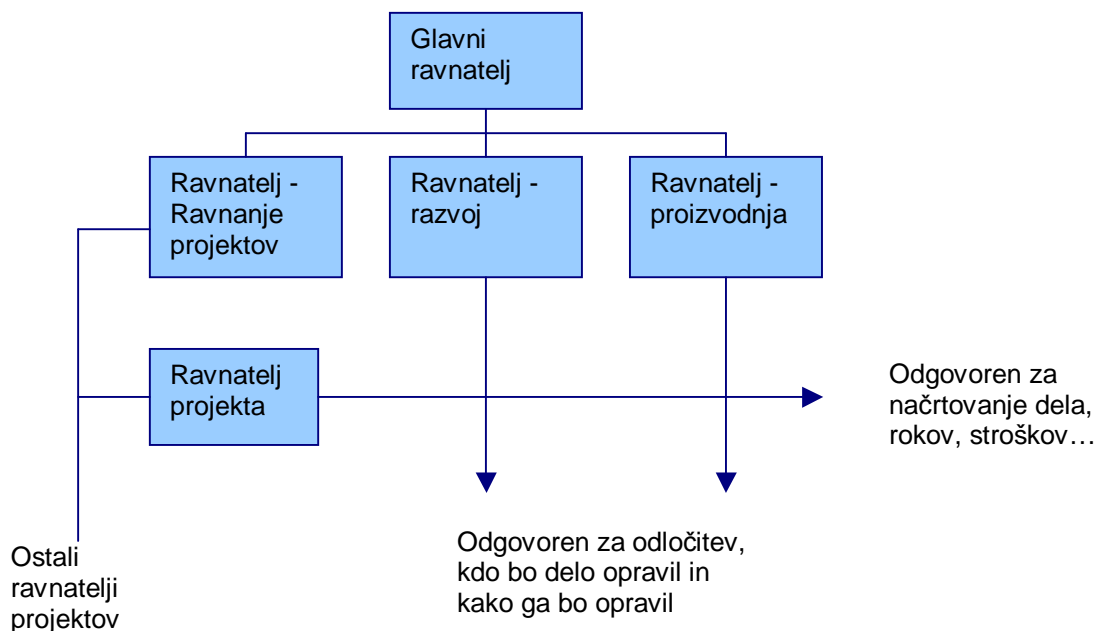 Glavni
ravnatelj
Ravnatelj -
Ravnanje
projektov
Ravnatelj -
razvoj
Ravnatelj -
proizvodnja
Ravnatelj
projekta
Odgovoren za
načrtovanje dela,
rokov, stroškov…
Odgovoren za odločitev,
kdo bo delo opravil in
kako ga bo opravil
Ostali
ravnatelji
projektov